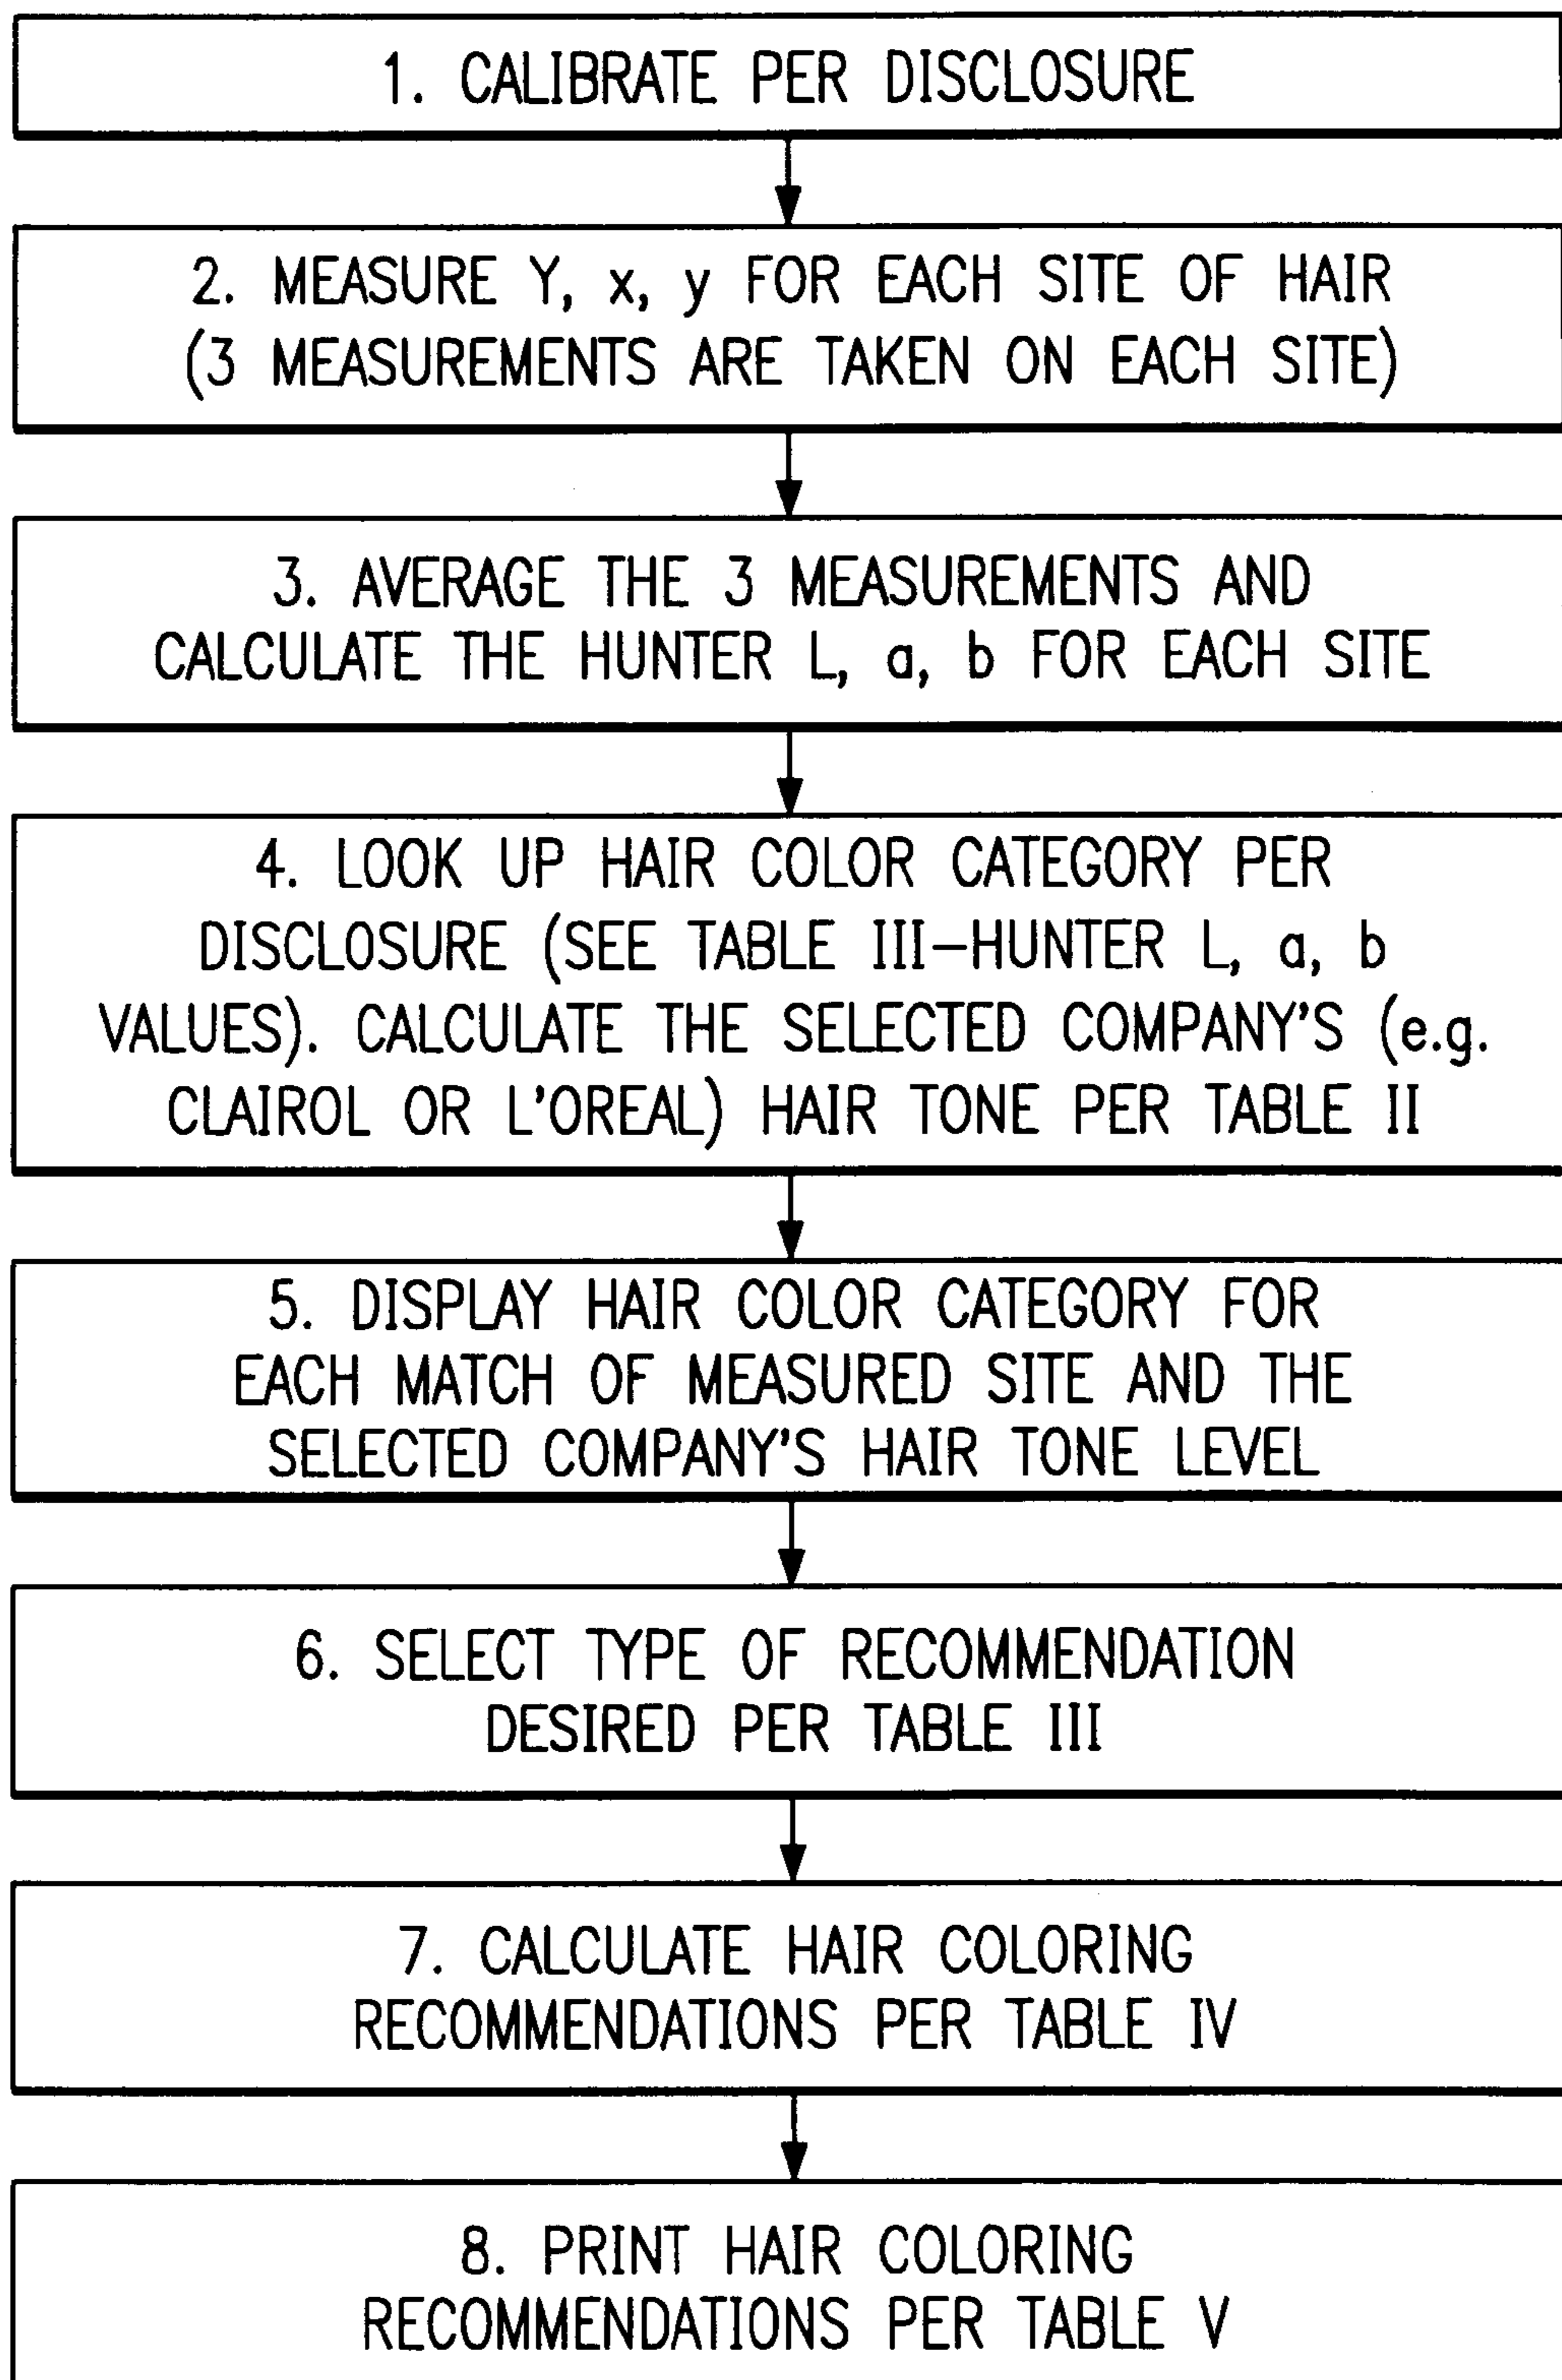 1. CALIBRATE PER DISCLOSURE
2. MEASURE Y, x, y FOR EACH SITE OF HAIR
(3 MEASUREMENTS ARE TAKEN ON EACH SITE)
3. AVERAGE THE 3 MEASUREMENTS AND
CALCULATE THE HUNTER L, a, b FOR EACH SITE
4. LOOK UP HAIR COLOR CATEGORY PER
DISCLOSURE (SEE TABLE III–HUNTER L, a, b
VALUES). CALCULATE THE SELECTED COMPANY'S (e.g.
CLAIROL OR L'OREAL) HAIR TONE PER TABLE II
5. DISPLAY HAIR COLOR CATEGORY FOR
EACH MATCH OF MEASURED SITE AND THE
SELECTED COMPANY'S HAIR TONE LEVEL
6. SELECT TYPE OF RECOMMENDATION
DESIRED PER TABLE III
7. CALCULATE HAIR COLORING
RECOMMENDATIONS PER TABLE IV
8. PRINT HAIR COLORING
RECOMMENDATIONS PER TABLE V